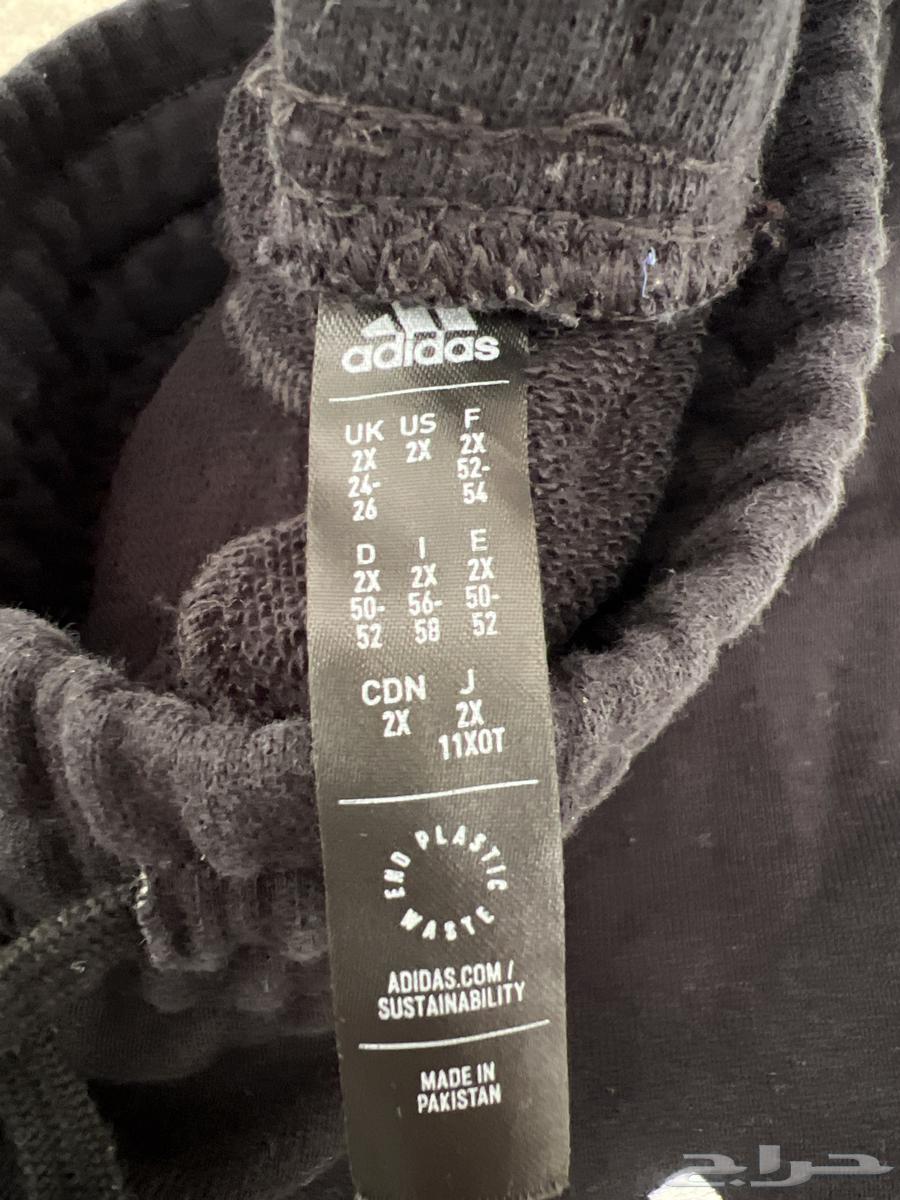 adidas
UK US F
2X 2X 2X
24- 52-
26 54
D I E
2X 2X 2X
50- 56- 50-
52 58 52
CDN J
2X 2X
11XOT
END PLASTIC WASTE
ADIDAS.COM/
SUSTAINABILITY
MADE IN
PAKISTAN
حراج